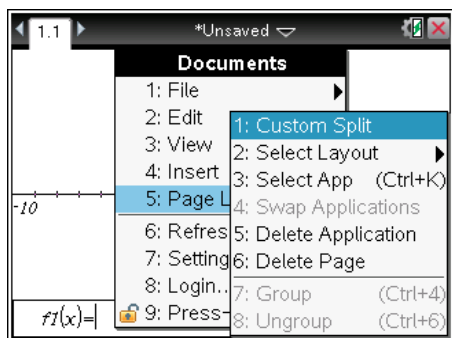 1.1
*Unsaved
Documents
1: File
2: Edit
3: View
4: Insert
5: Page L
6: Refres
7: Setting
8: Login..
9: Press-
1: Custom Split
2: Select Layout
3: Select App (Ctrl+K)
4: Swap Applications
5: Delete Application
6: Delete Page
7: Group (Ctrl+4)
8: Ungroup (Ctrl+6)
-10
f1(x)=